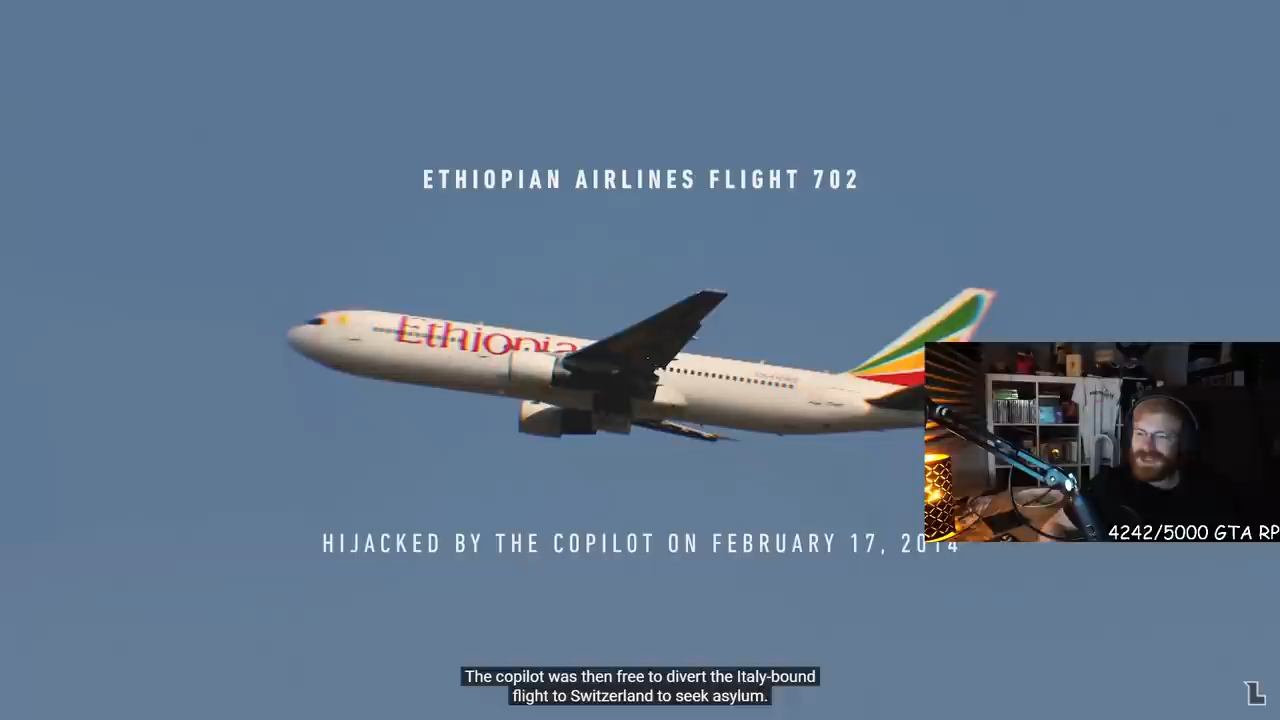 ETHIOPIAN AIRLINES FLIGHT 702
Ethiopian
HIJACKED BY THE COPILOT ON FEBRUARY 17, 2014
4242/5000 GTA RP
The copilot was then free to divert the Italy-bound
flight to Switzerland to seek asylum.